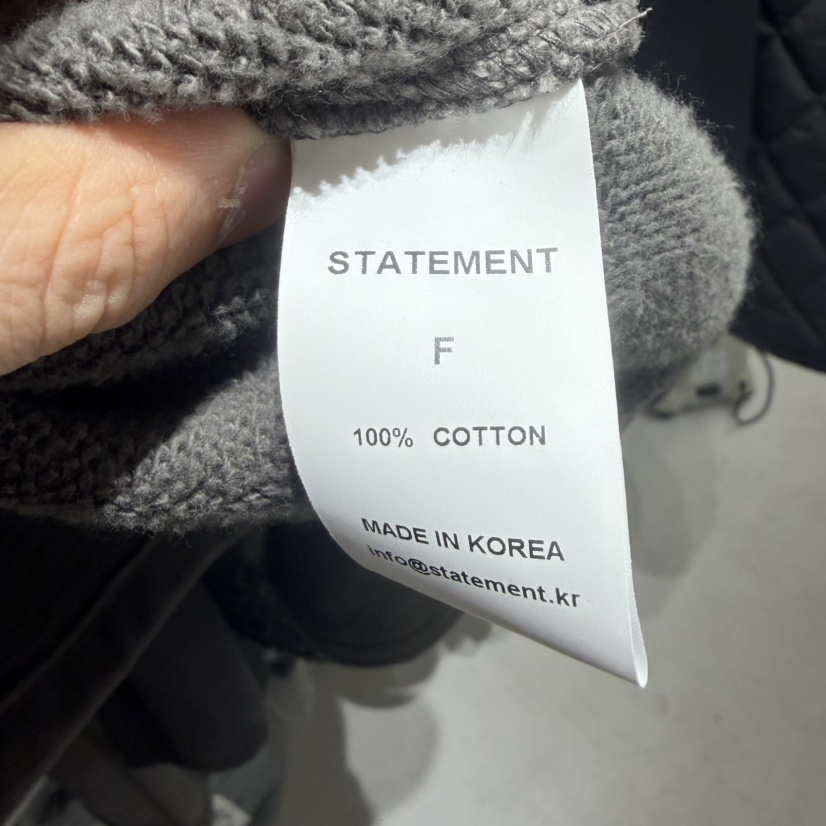 STATEMENT
F
100% COTTON
MADE IN KOREA
info@statement.kr